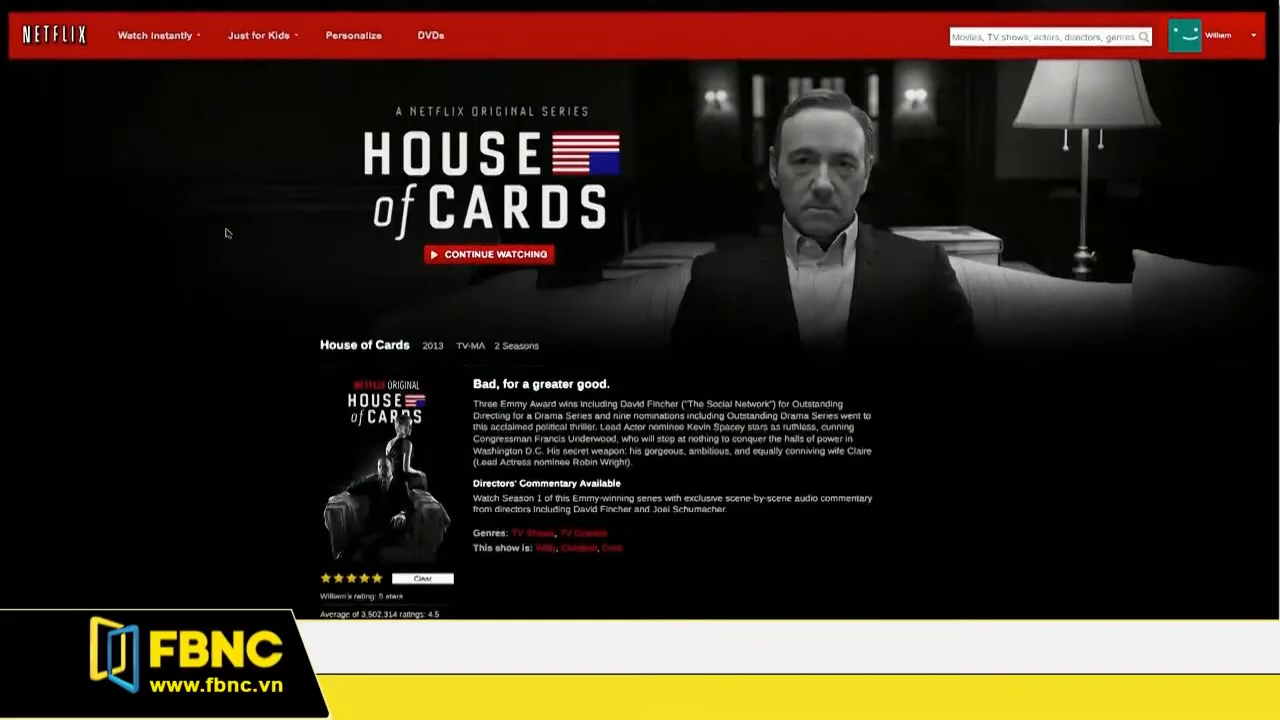 NETFLIX
Watch Instantly
Just for Kids
Personalize
DVDs
Movies, TV shows, actors, directors, genres
William
A NETFLIX ORIGINAL SERIES
HOUSE
of CARDS
CONTINUE WATCHING
House of Cards 2013 TV-MA 2 Seasons
NETFLIX ORIGINAL
HOUSE
of CARDS
Bad, for a greater good.
Three Emmy Award wins including David Fincher ("The Social Network") for Outstanding
Directing for a Drama Series and nine nominations including Outstanding Drama Series went to
this acclaimed political thriller. Lead Actor nominee Kevin Spacey stars as ruthless, cunning
Congressman Francis Underwood, who will stop at nothing to conquer the halls of power in
Washington D.C. His secret weapon: his gorgeous, ambitious, and equally conniving wife Claire
(Lead Actress nominee Robin Wright).
Directors' Commentary Available
Watch Season 1 of this Emmy-winning series with exclusive scene-by-scene audio commentary
from directors including David Fincher and Joel Schumacher.
Genres: TV Shows, TV Dramas
This show is: Witty, Cerebral, Dark
Clear
William's rating: 5 stars
Average of 3,502,314 ratings: 4.5
FBNC
www.fbnc.vn